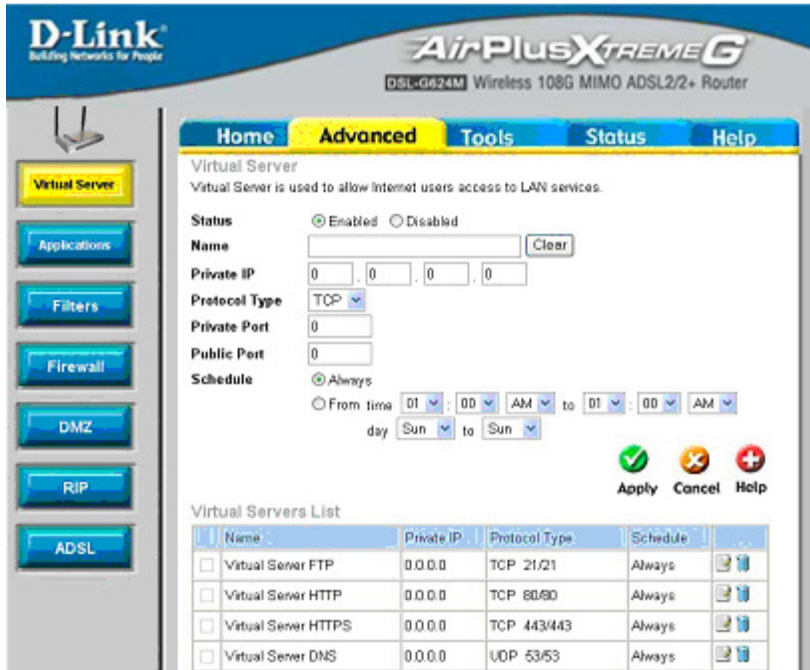 D-Link
Building Networks for People
AirPlusXTREMEG
DSL-G624M Wireless 108G MIMO ADSL2/2+ Router
Home Advanced Tools Status Help
Virtual Server
Applications
Filters
Firewall
DMZ
RIP
ADSL
Virtual Server
Virtual Server is used to allow Internet users access to LAN services.
Status Enabled Disabled
Name Clear
Private IP 0 . 0 . 0 . 0
Protocol Type TCP
Private Port 0
Public Port 0
Schedule Always
From time 01 : 00 AM to 01 : 00 AM
day Sun to Sun
Apply Cancel Help
Virtual Servers List
Name Private IP Protocol Type Schedule
Virtual Server FTP 0.0.0.0 TCP 21/21 Always
Virtual Server HTTP 0.0.0.0 TCP 80/80 Always
Virtual Server HTTPS 0.0.0.0 TCP 443/443 Always
Virtual Server DNS 0.0.0.0 UDP 53/53 Always